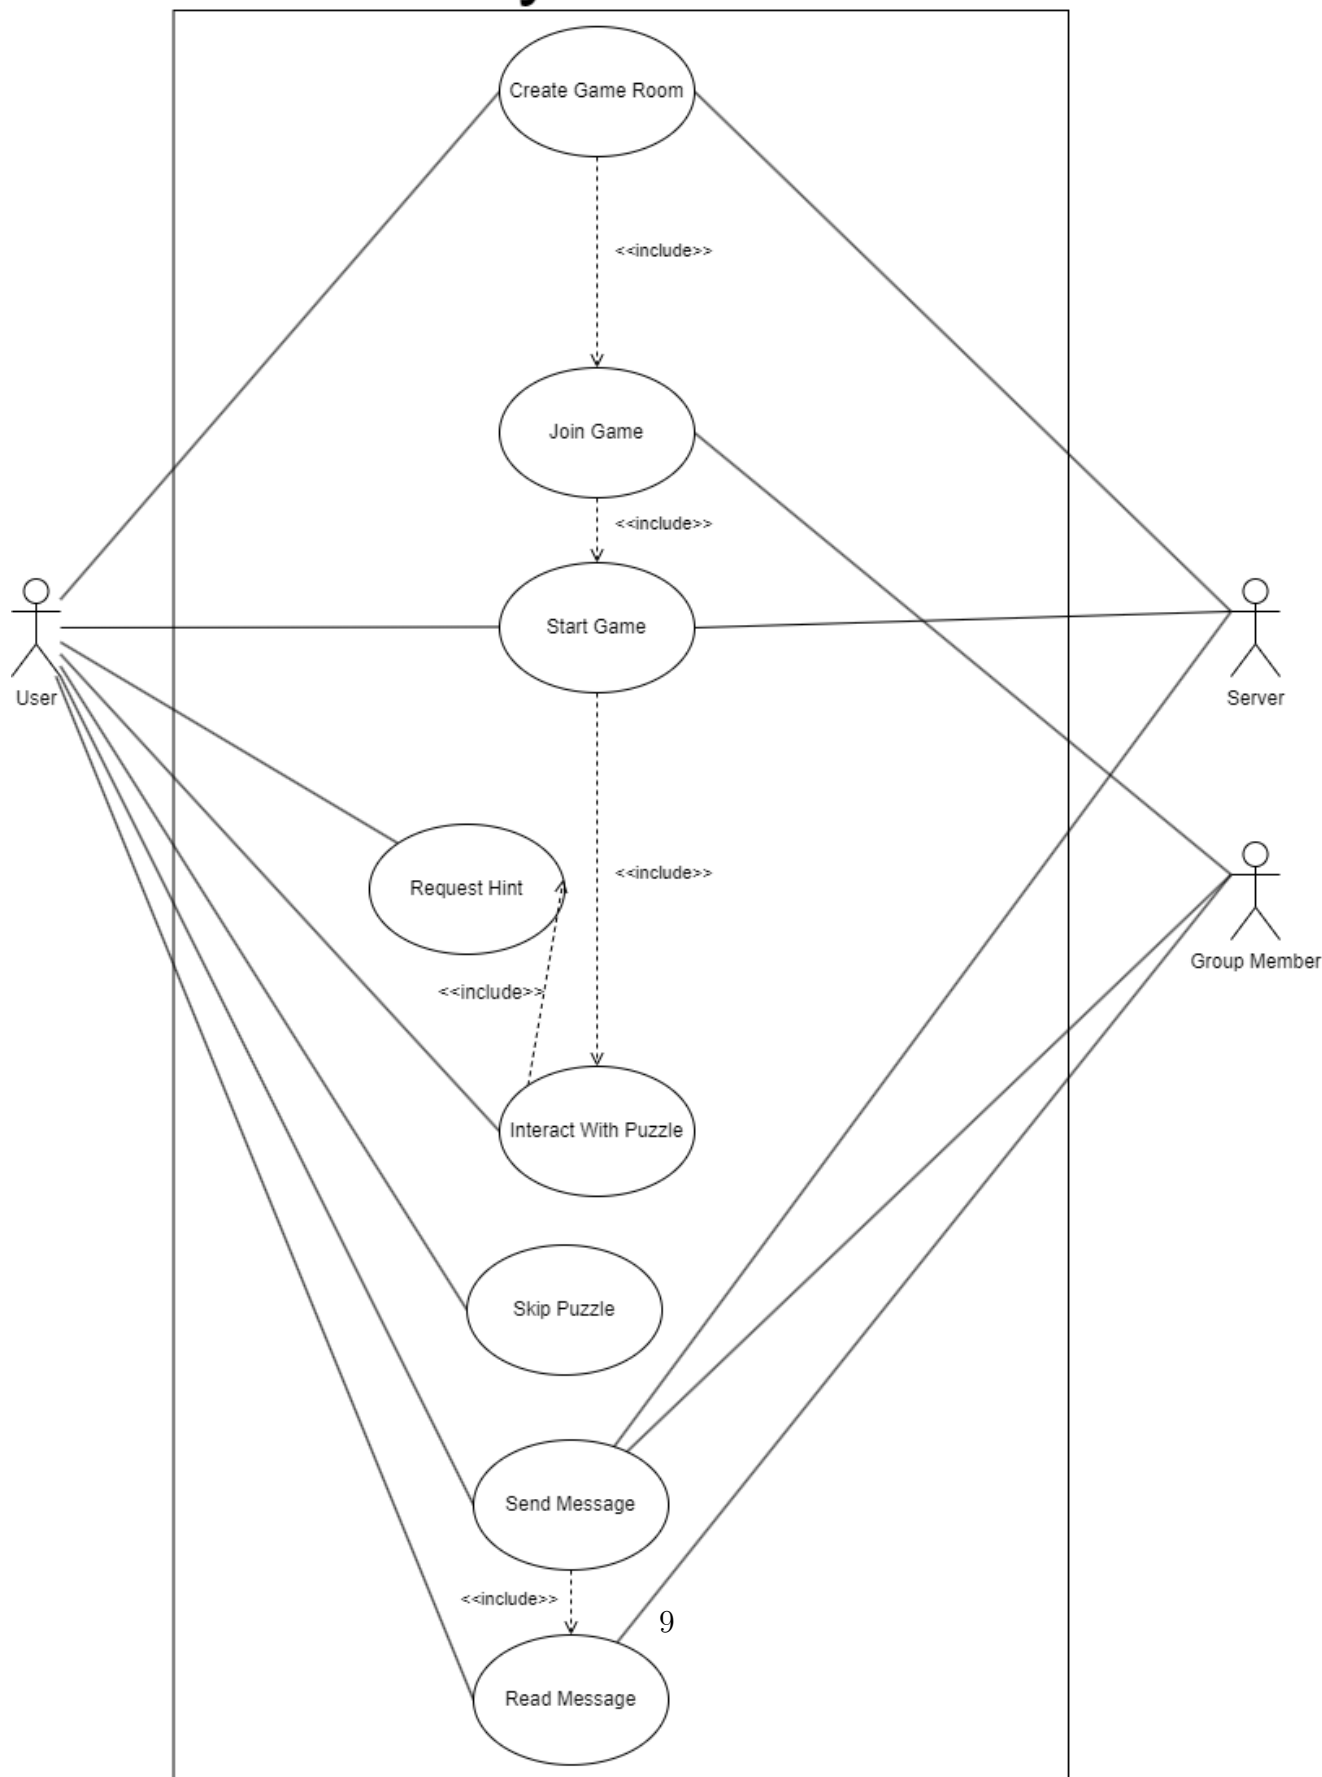 Create Game Room
<<include>>
Join Game
<<include>>
Start Game
User
Server
<<include>>
Request Hint
Group Member
<<include>>
Interact With Puzzle
Skip Puzzle
Send Message
<<include>>
9
Read Message